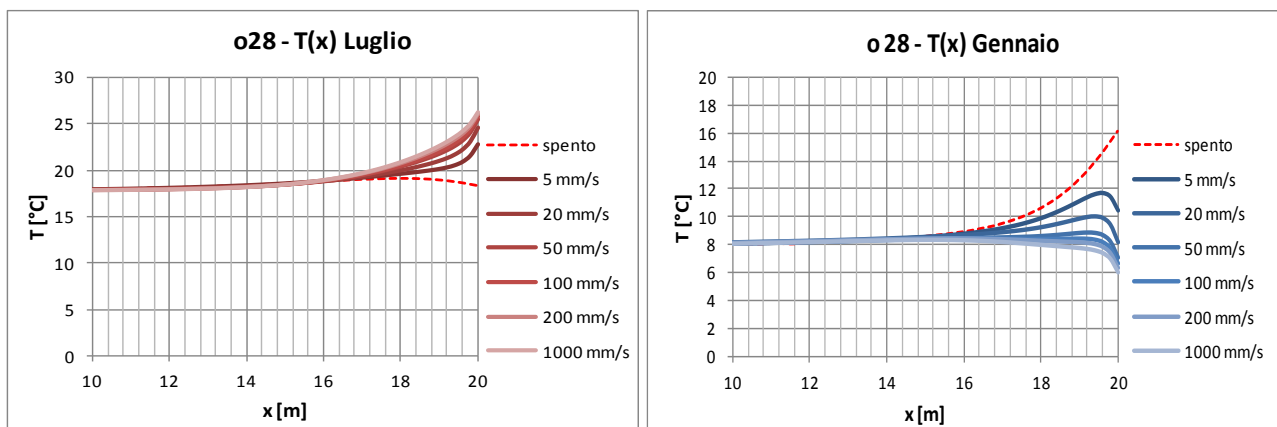 o28 - T(x) Luglio
30
25
20
15
10
5
0
T [°C]
10 12 14 16 18 20
x [m]
spento
5 mm/s
20 mm/s
50 mm/s
100 mm/s
200 mm/s
1000 mm/s
o 28 - T(x) Gennaio
20
18
16
14
12
10
8
6
4
2
0
T [°C]
10 12 14 16 18 20
x [m]
spento
5 mm/s
20 mm/s
50 mm/s
100 mm/s
200 mm/s
1000 mm/s